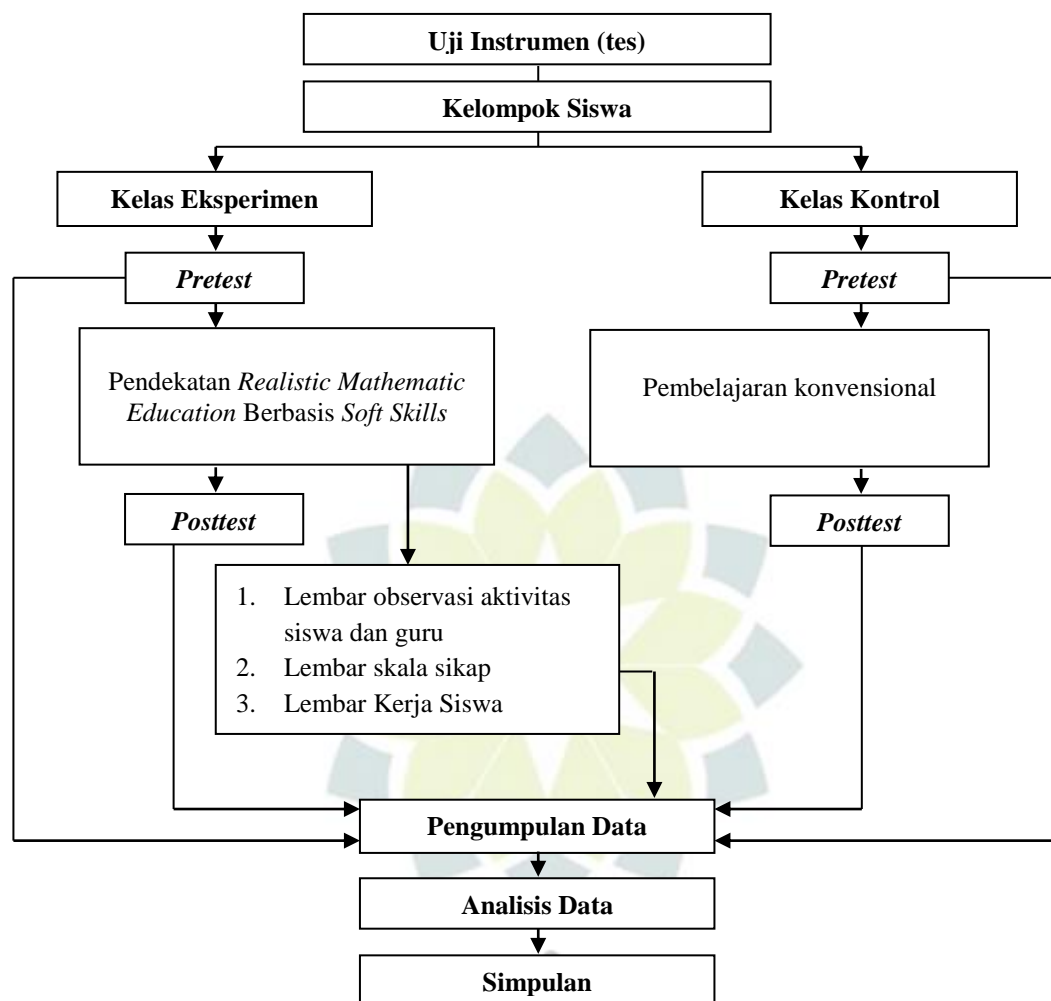 Uji Instrumen (tes)
Kelompok Siswa
Kelas Eksperimen
Kelas Kontrol
Pretest
Pretest
Pendekatan Realistic Mathematic
Education Berbasis Soft Skills
Pembelajaran konvensional
Posttest
Posttest
1. Lembar observasi aktivitas
siswa dan guru
2. Lembar skala sikap
3. Lembar Kerja Siswa
Pengumpulan Data
Analisis Data
Simpulan